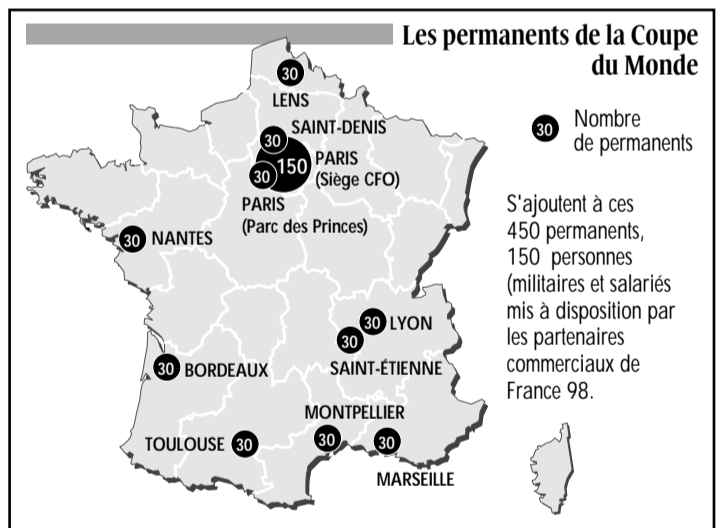 Les permanents de la Coupe
du Monde
30
LENS
30
SAINT-DENIS
150
PARIS
(Siège CFO)
30
PARIS
(Parc des Princes)
30 NANTES
30 LYON
30
SAINT-ÉTIENNE
30 BORDEAUX
MONTPELLIER
30
TOULOUSE 30
30
MARSEILLE
30 Nombre
de permanents
S'ajoutent à ces
450 permanents,
150 personnes
(militaires et salariés
mis à disposition par
les partenaires
commerciaux de
France 98.